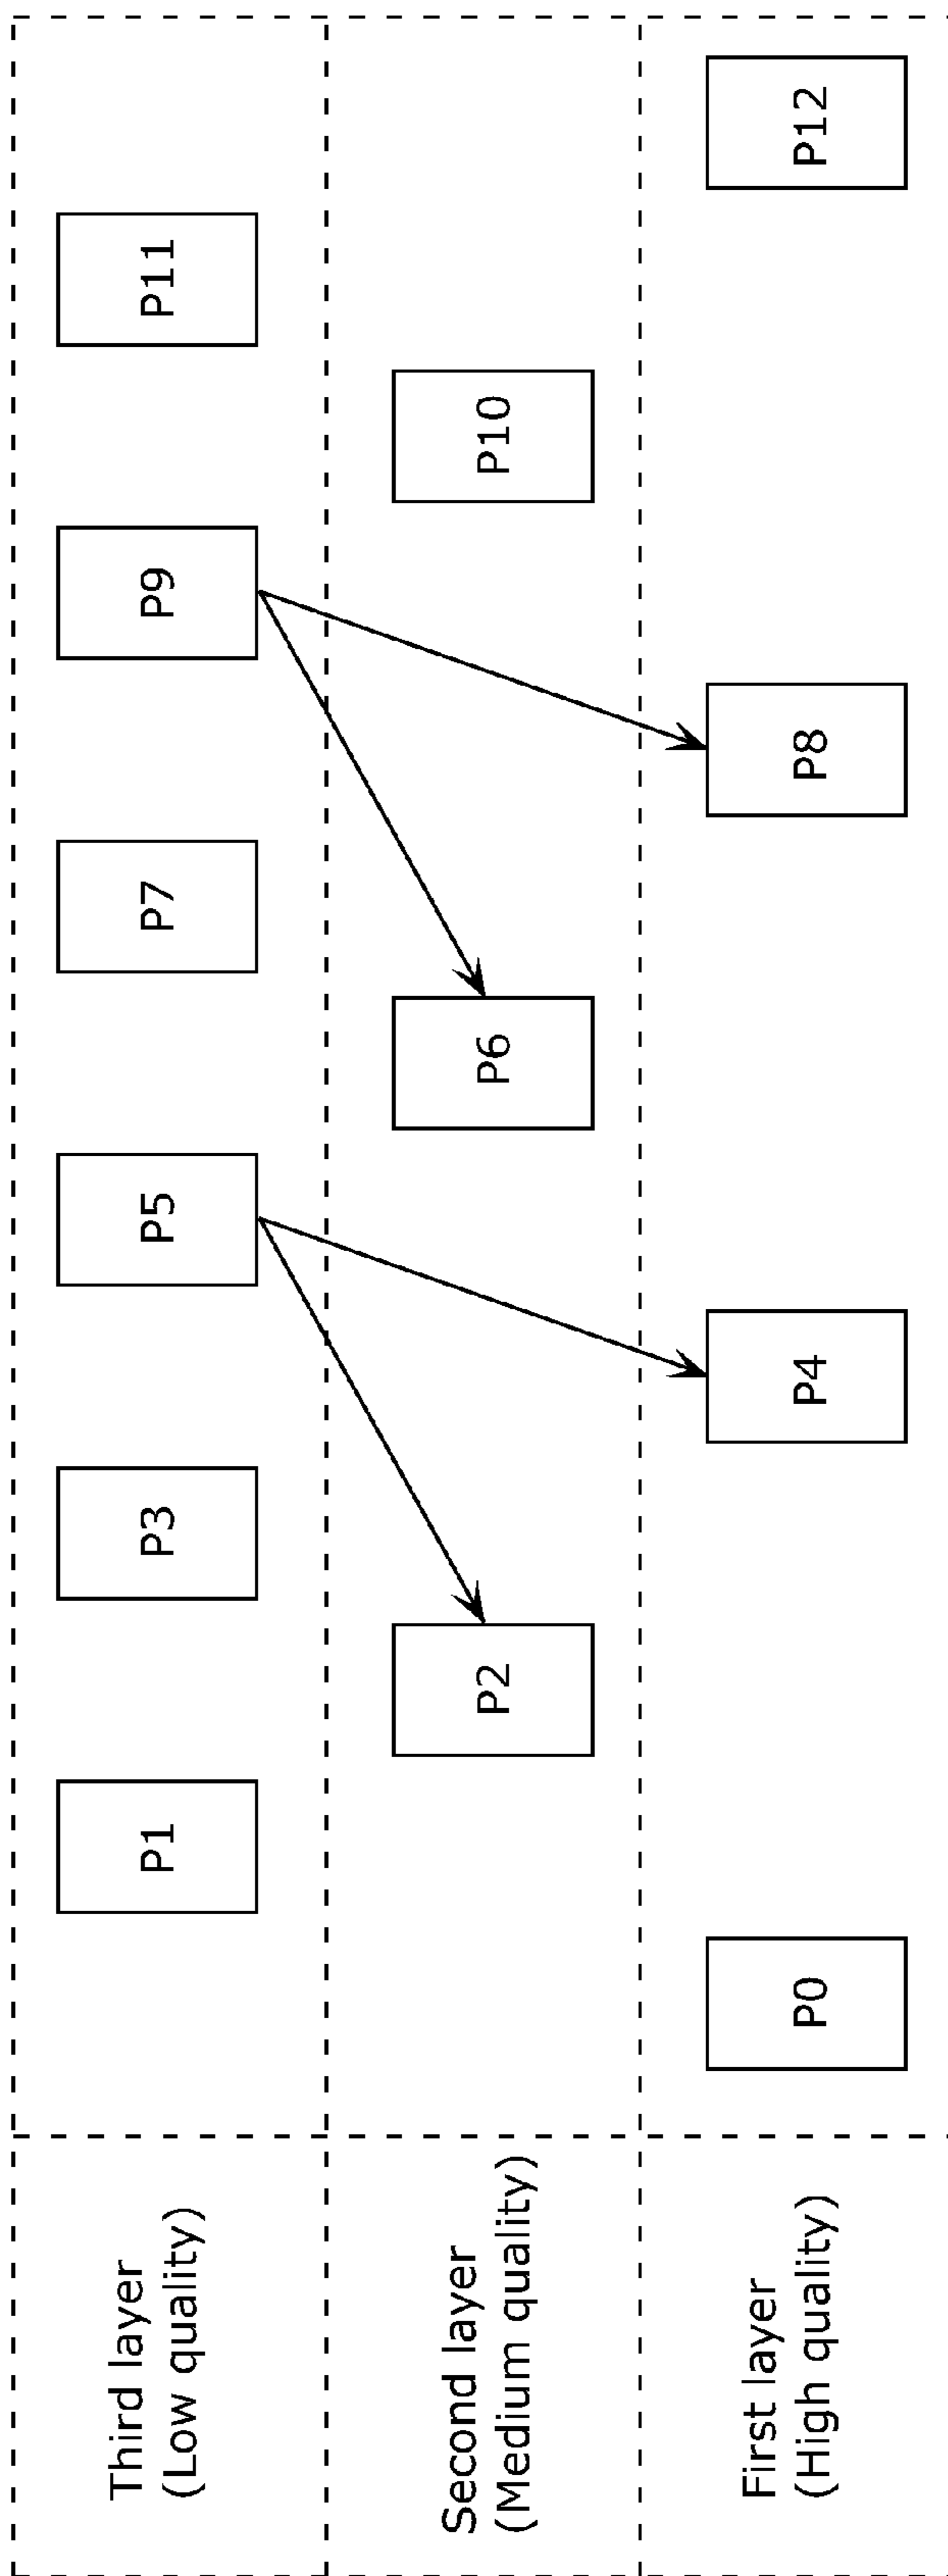 Third layer
(Low quality)
P1
P3
P5
P7
P9
P11
Second layer
(Medium quality)
P2
P6
P10
First layer
(High quality)
P0
P4
P8
P12